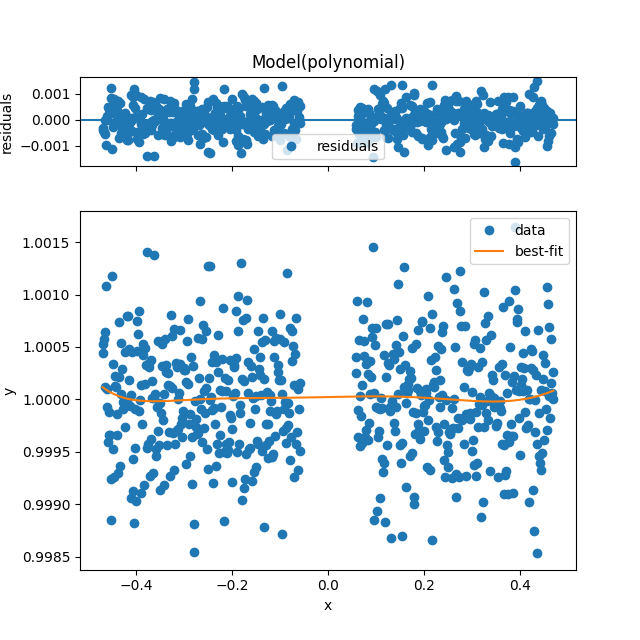 Model(polynomial)
residuals
0.001
0.000
−0.001
residuals
y
1.0015
1.0010
1.0005
1.0000
0.9995
0.9990
0.9985
data
best-fit
−0.4 −0.2 0.0 0.2 0.4
x